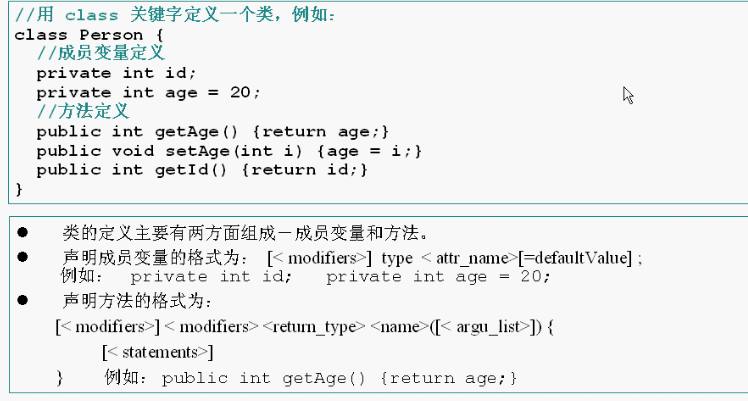 //用 class 关键字定义一个类，例如：
class Person {
//成员变量定义
private int id;
private int age = 20;
//方法定义
public int getAge() {return age;}
public void setAge(int i) {age = i;}
public int getId() {return id;}
}
● 类的定义主要有两方面组成－成员变量和方法。
● 声明成员变量的格式为： [< modifiers>] type < attr_name>[=defaultValue] ;
例如： private int id; private int age = 20;
● 声明方法的格式为：
[< modifiers>] < modifiers> <return_type> <name>([< argu_list>]) {
[< statements>]
} 例如：public int getAge() {return age;}